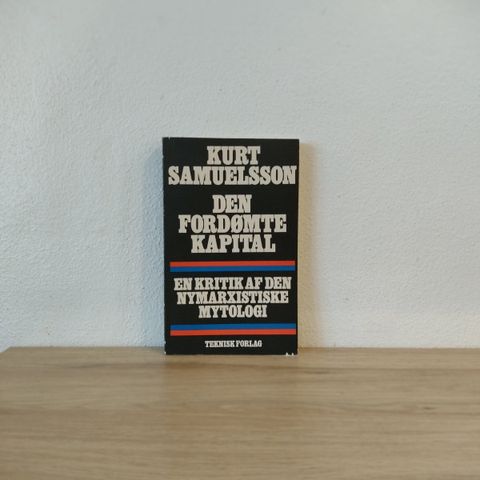 KURT
SAMUELSSON
DEN
FORDØMTE
KAPITAL
EN KRITIK AF DEN
NYMARXISTISKE
MYTOLOGI
TEKNISK FORLAG